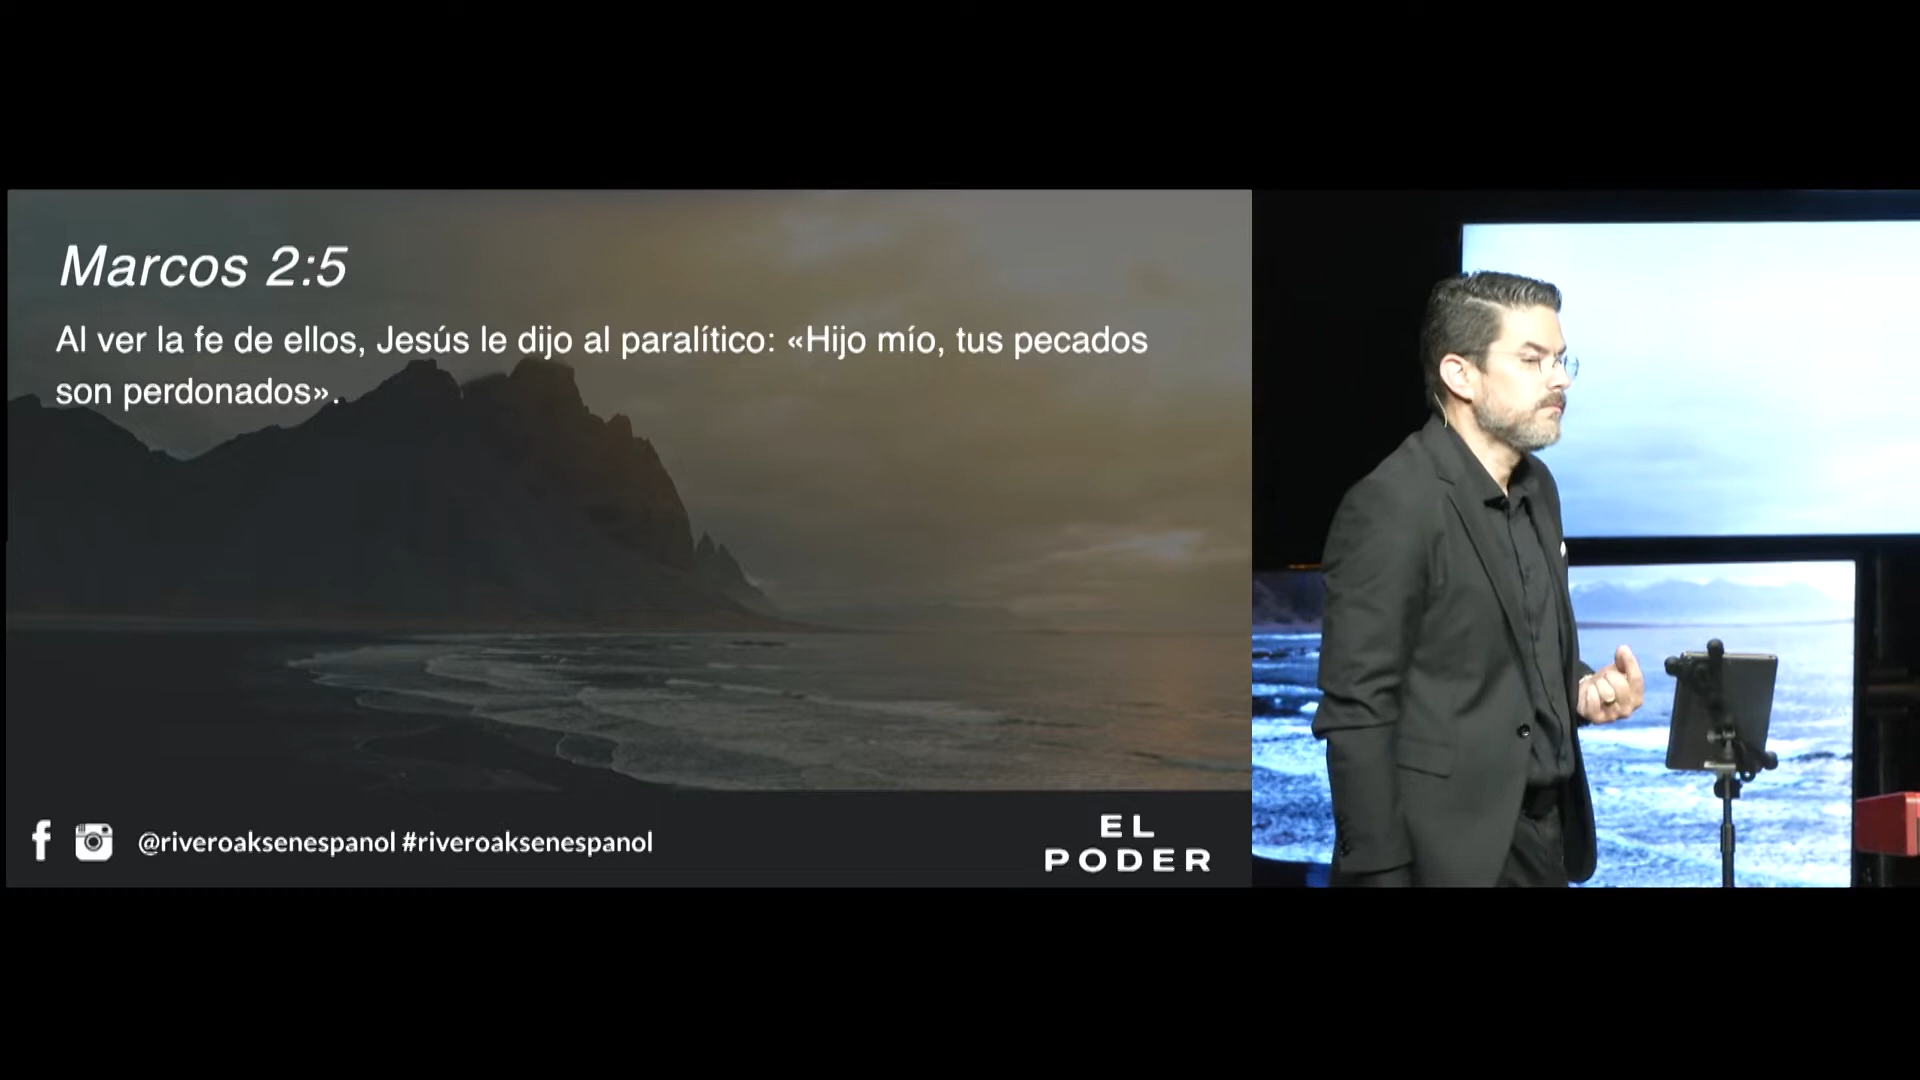 Marcos 2:5
Al ver la fe de ellos, Jesús le dijo al paralítico: «Hijo mío, tus pecados
son perdonados».
@riveroaksenespanol #riveroaksenespanol
EL
PODER